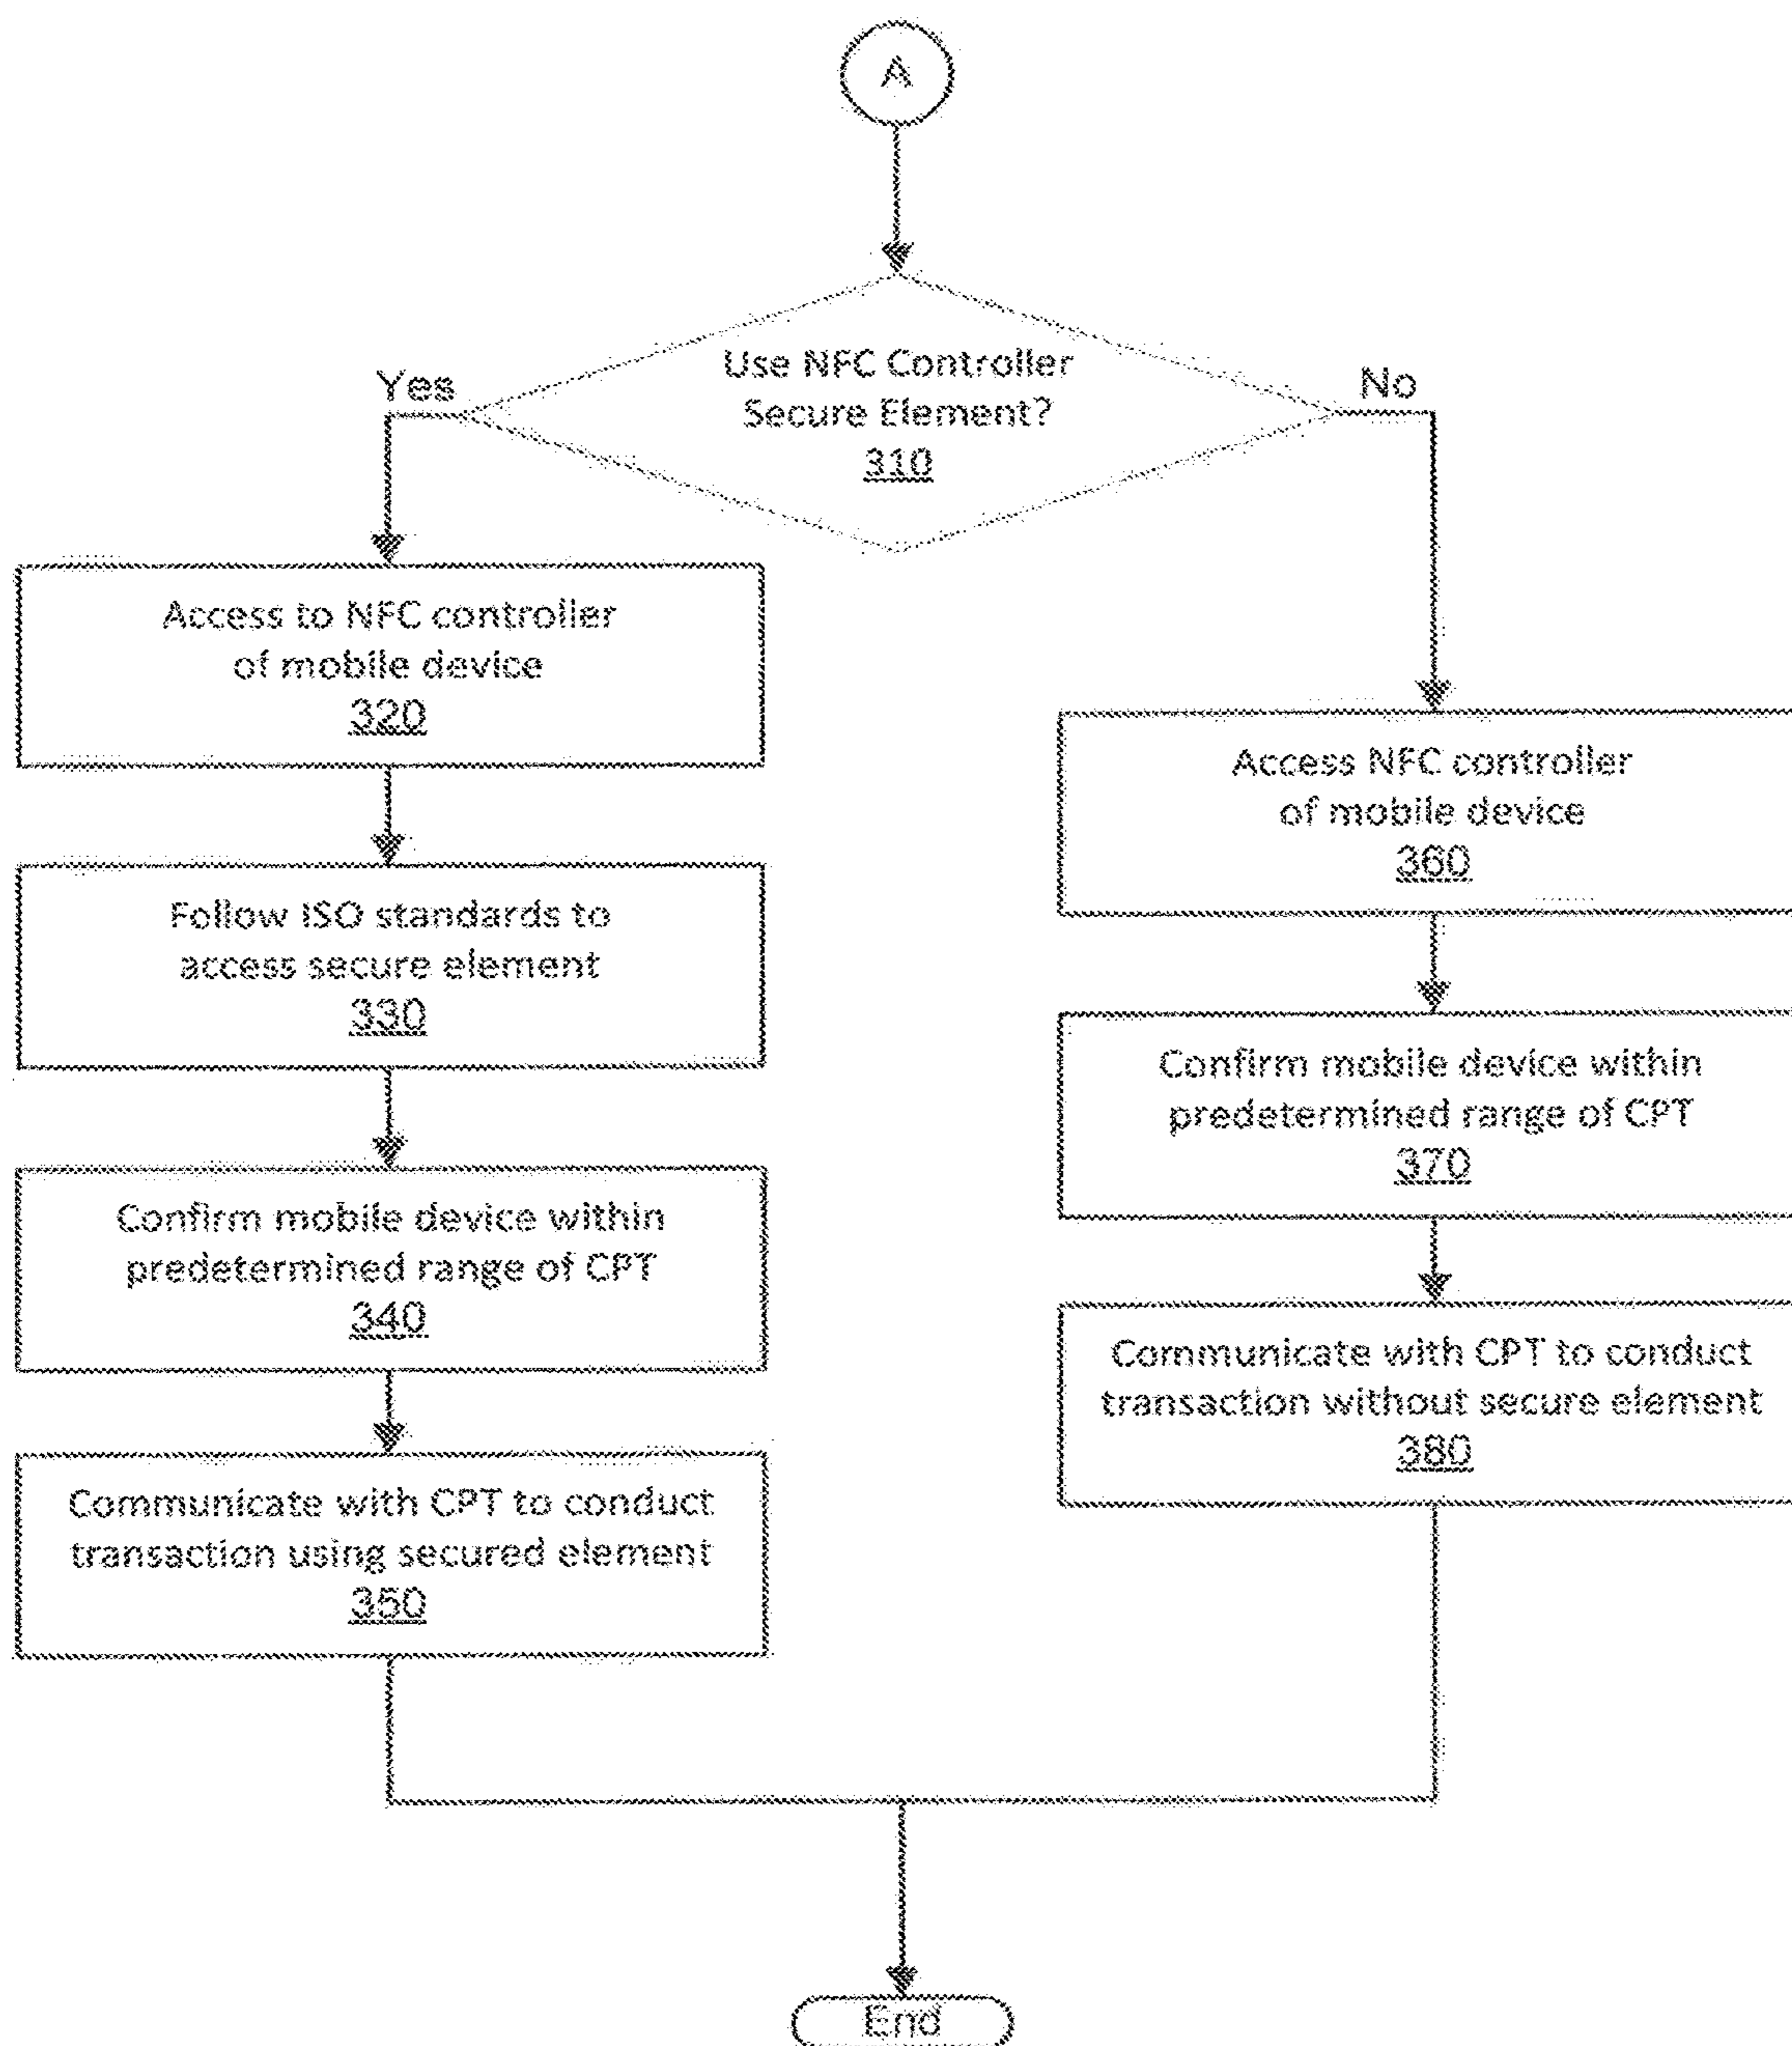 A
Use NFC Controller
Secure Element?
310
Yes
No
Access to NFC controller
of mobile device
320
Follow ISO standards to
access secure element
330
Confirm mobile device within
predetermined range of CPT
340
Communicate with CPT to conduct
transaction using secured element
350
Access NFC controller
of mobile device
360
Confirm mobile device within
predetermined range of CPT
370
Communicate with CPT to conduct
transaction without secure element
380
End